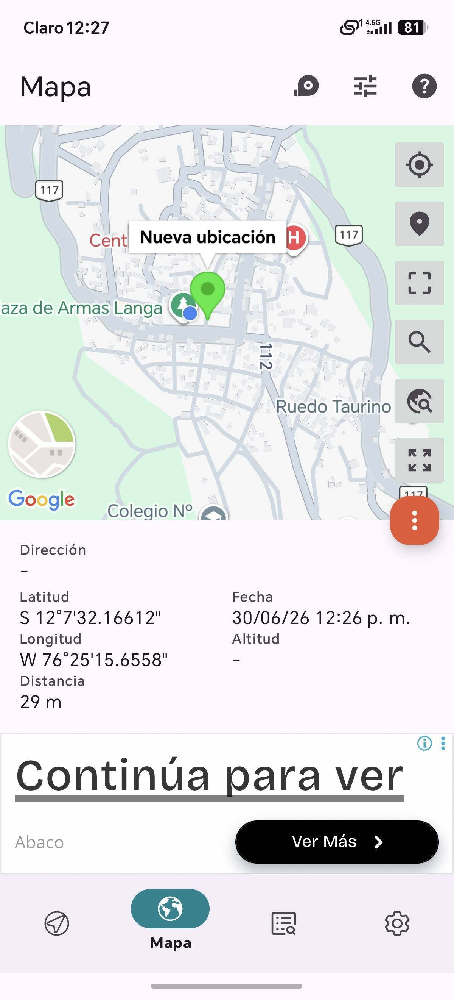 Claro 12:27
1 4.5G 81
Mapa
117
Nueva ubicación
Cent
H
117
aza de Armas Langa
112
Ruedo Taurino
117
Google
Colegio Nº
Dirección
-
Latitud
Fecha
S 12°7'32.16612"
30/06/26 12:26 p. m.
Longitud
Altitud
W 76°25'15.6558"
-
Distancia
29 m
Continúa para ver
Abaco
Ver Más
Mapa